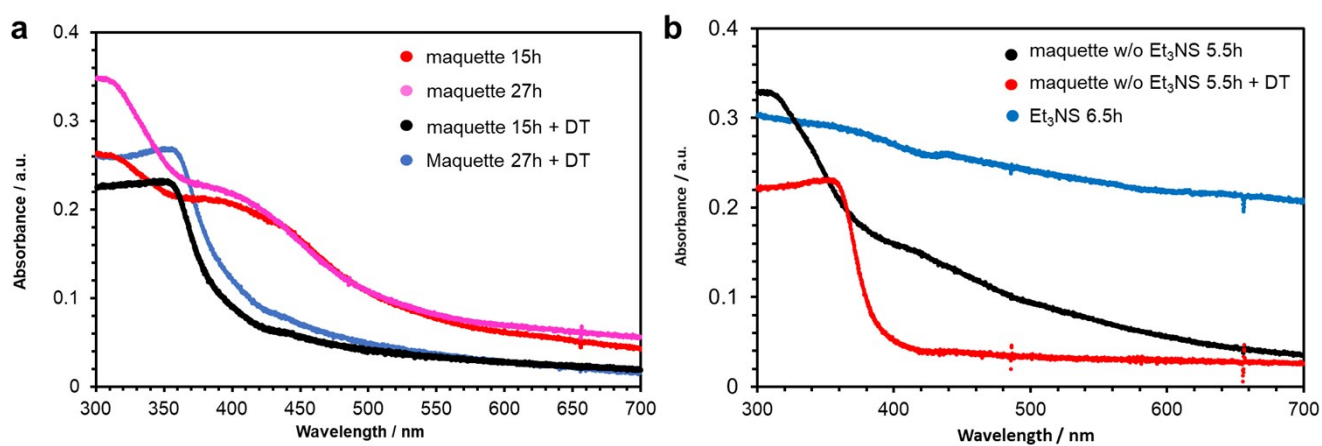 a
0.4
0.3
0.2
0.1
0
Absorbance / a.u.
300 350 400 450 500 550 600 650 700
Wavelength / nm
maquette 15h
maquette 27h
maquette 15h + DT
Maquette 27h + DT
b
0.4
0.3
0.2
0.1
0
Absorbance / a.u.
300 400 500 600 700
Wavelength / nm
maquette w/o Et₃NS 5.5h
maquette w/o Et₃NS 5.5h + DT
Et₃NS 6.5h